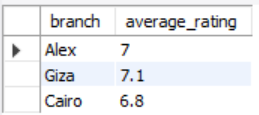 branch average_rating
Alex 7
Giza 7.1
Cairo 6.8